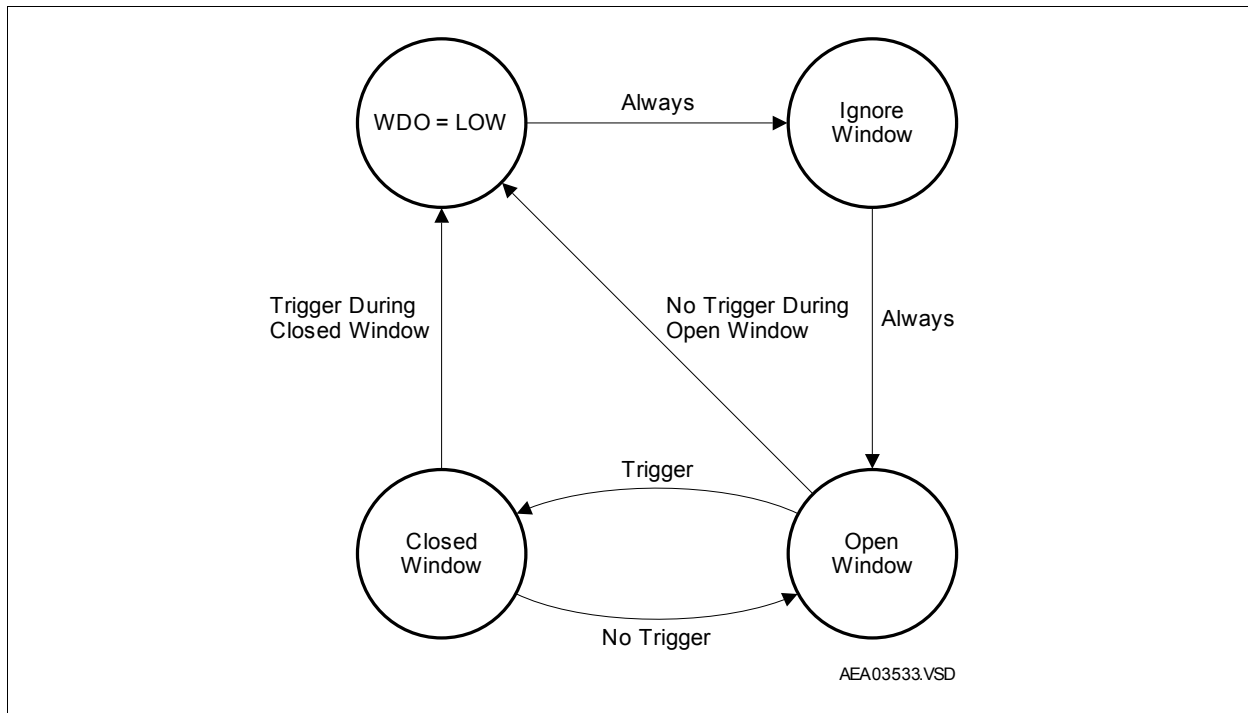 WDO = LOW
Always
Ignore
Window
Trigger During
Closed Window
No Trigger During
Open Window
Always
Trigger
Closed
Window
Open
Window
No Trigger
AEA03533.VSD